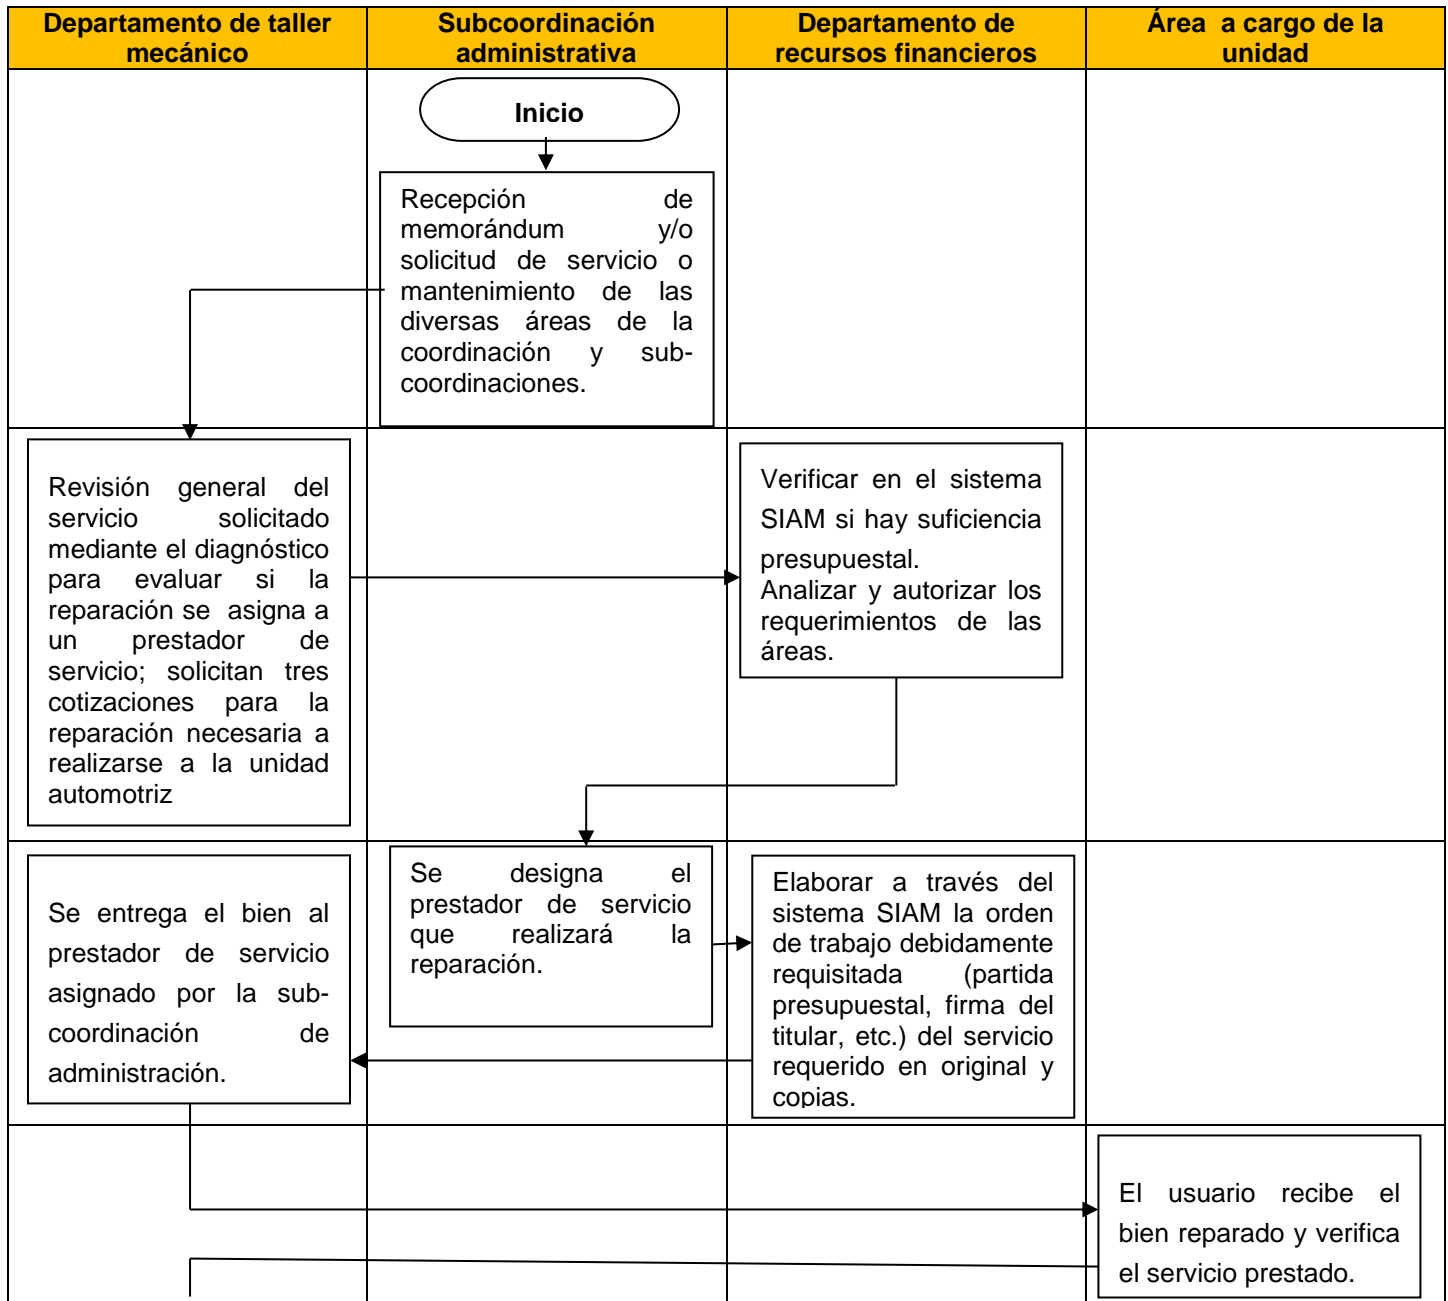 Departamento de taller
mecánico
Subcoordinación
administrativa
Departamento de
recursos financieros
Área a cargo de la
unidad
Inicio
Recepción de
memorándum y/o
solicitud de servicio o
mantenimiento de las
diversas áreas de la
coordinación y sub-
coordinaciones.
Revisión general del
servicio solicitado
mediante el diagnóstico
para evaluar si la
reparación se asigna a
un prestador de
servicio; solicitan tres
cotizaciones para la
reparación necesaria a
realizarse a la unidad
automotriz
Verificar en el sistema
SIAM si hay suficiencia
presupuestal.
Analizar y autorizar los
requerimientos de las
áreas.
Se entrega el bien al
prestador de servicio
asignado por la sub-
coordinación de
administración.
Se designa el
prestador de servicio
que realizará la
reparación.
Elaborar a través del
sistema SIAM la orden
de trabajo debidamente
requisitada (partida
presupuestal, firma del
titular, etc.) del servicio
requerido en original y
copias.
El usuario recibe el
bien reparado y verifica
el servicio prestado.